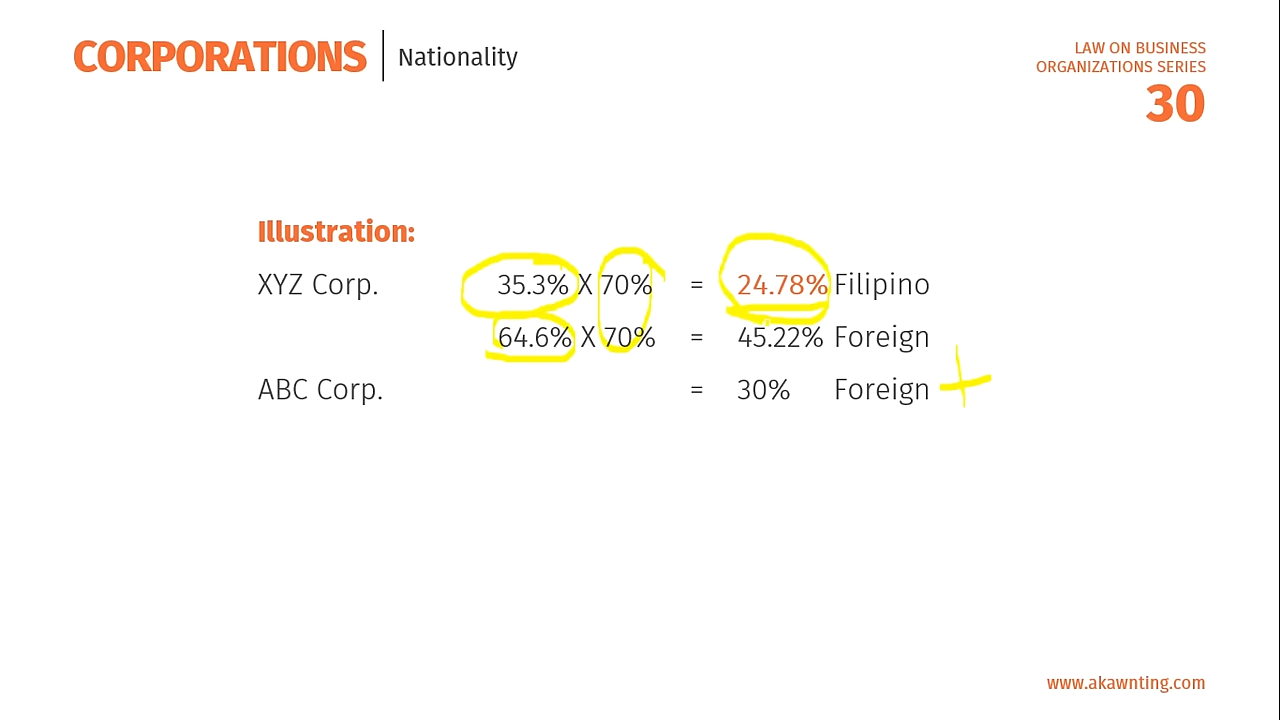 CORPORATIONS Nationality
LAW ON BUSINESS
ORGANIZATIONS SERIES
30
Illustration:
XYZ Corp. 35.3% X 70% = 24.78% Filipino
64.6% X 70% = 45.22% Foreign
ABC Corp. = 30% Foreign +
www.akawnting.com